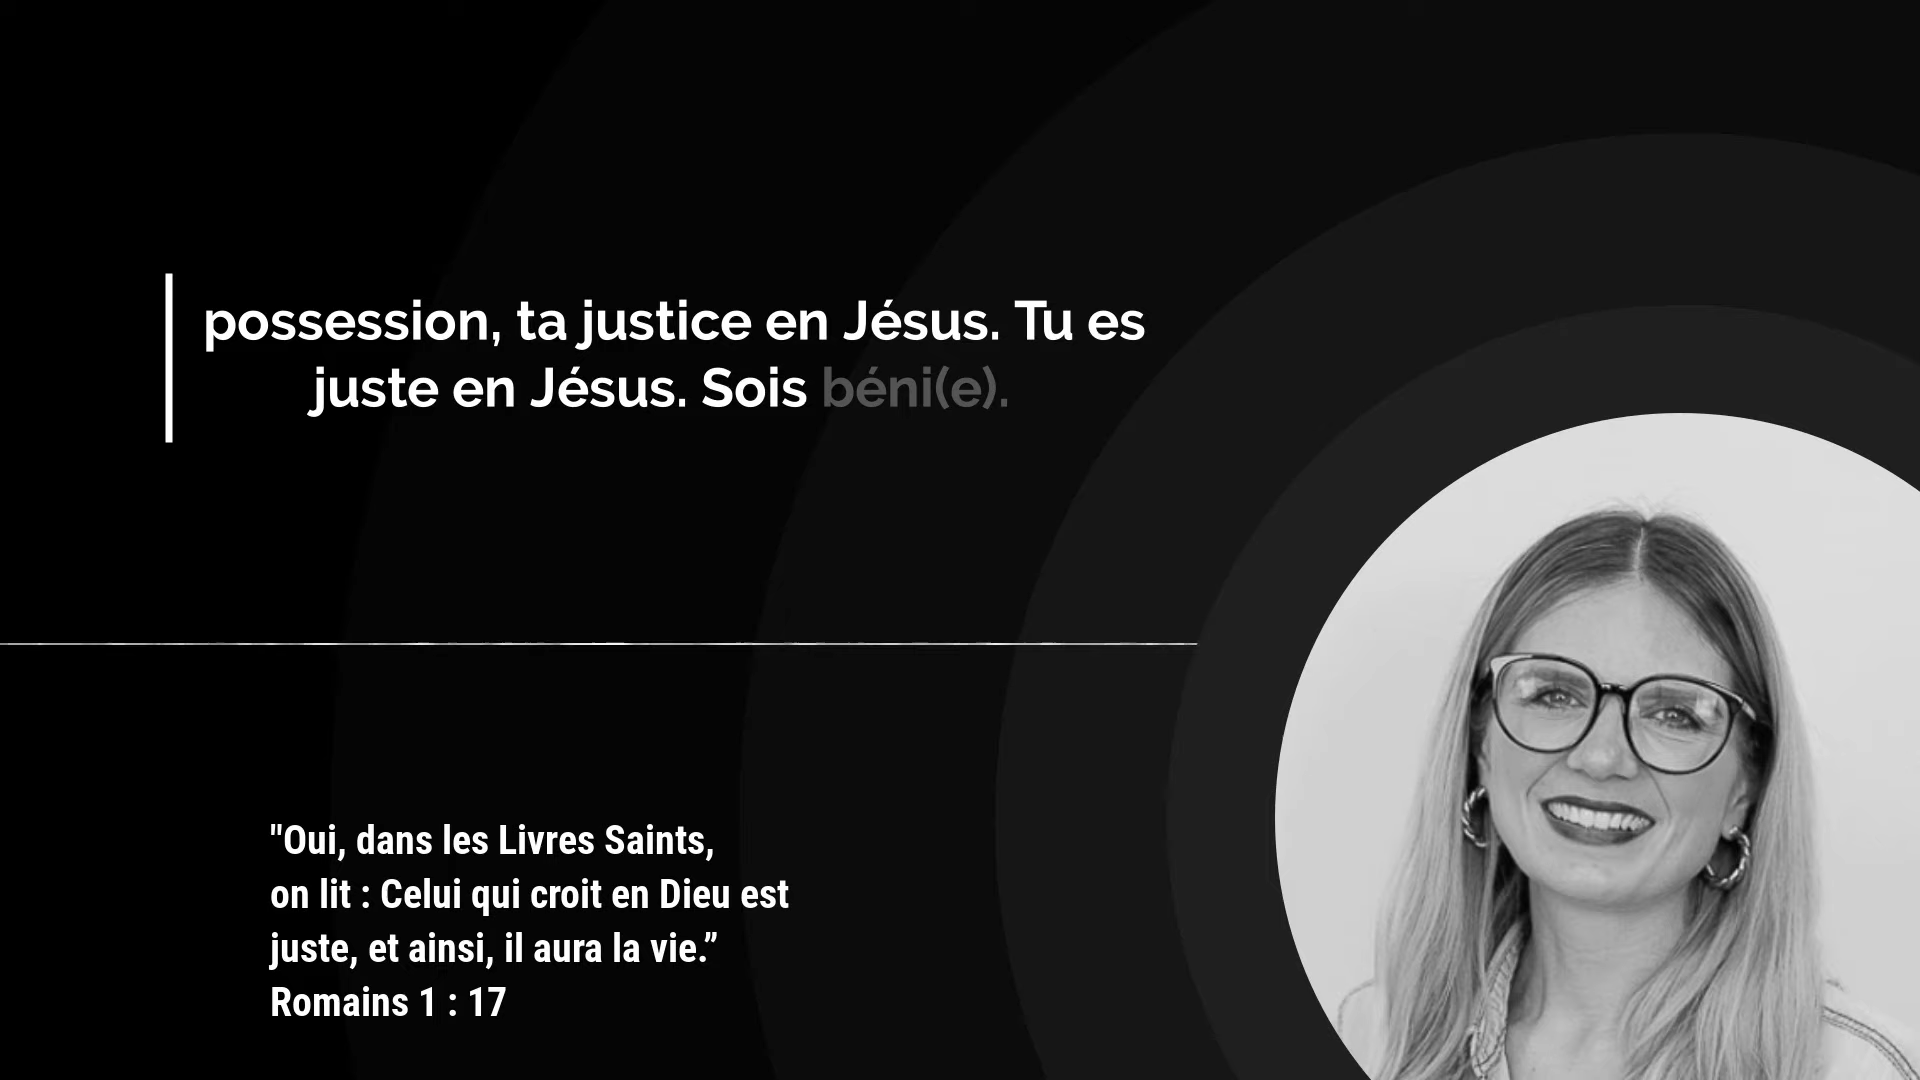 possession, ta justice en Jésus. Tu es
juste en Jésus. Sois béni(e).
"Oui, dans les Livres Saints,
on lit : Celui qui croit en Dieu est
juste, et ainsi, il aura la vie.”
Romains 1 : 17